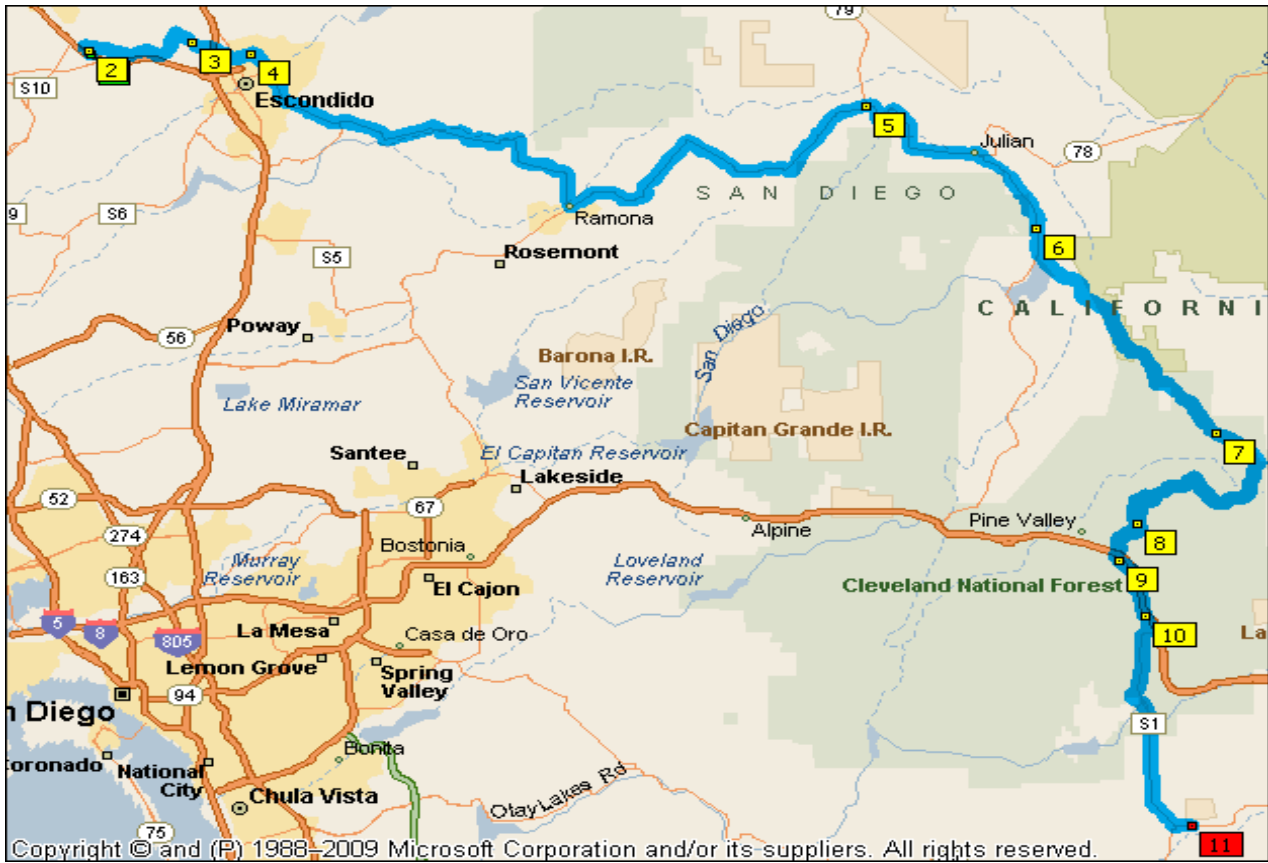 79
2
3
4
S10
Escondido
5
Julian
78
S6
9
SAN DIEGO
Ramona
S5
Rosemont
6
CALIFORNI
Poway
56
San Diego
Barona I.R.
San Vicente
Reservoir
Lake Miramar
Capitan Grande I.R.
7
Santee
El Capitan Reservoir
Lakeside
52
67
274
Pine Valley
Alpine
8
Bostonia
Murray
Reservoir
Loveland
Reservoir
163
El Cajon
Cleveland National Forest
9
5
8
805
La Mesa
Casa de Oro
10
La
Lemon Grove
Spring
Valley
94
n Diego
S1
Bonita
Coronado
National
City
Otay Lakes Rd
Chula Vista
75
11
Copyright © and (P) 1988–2009 Microsoft Corporation and/or its suppliers. All rights reserved.